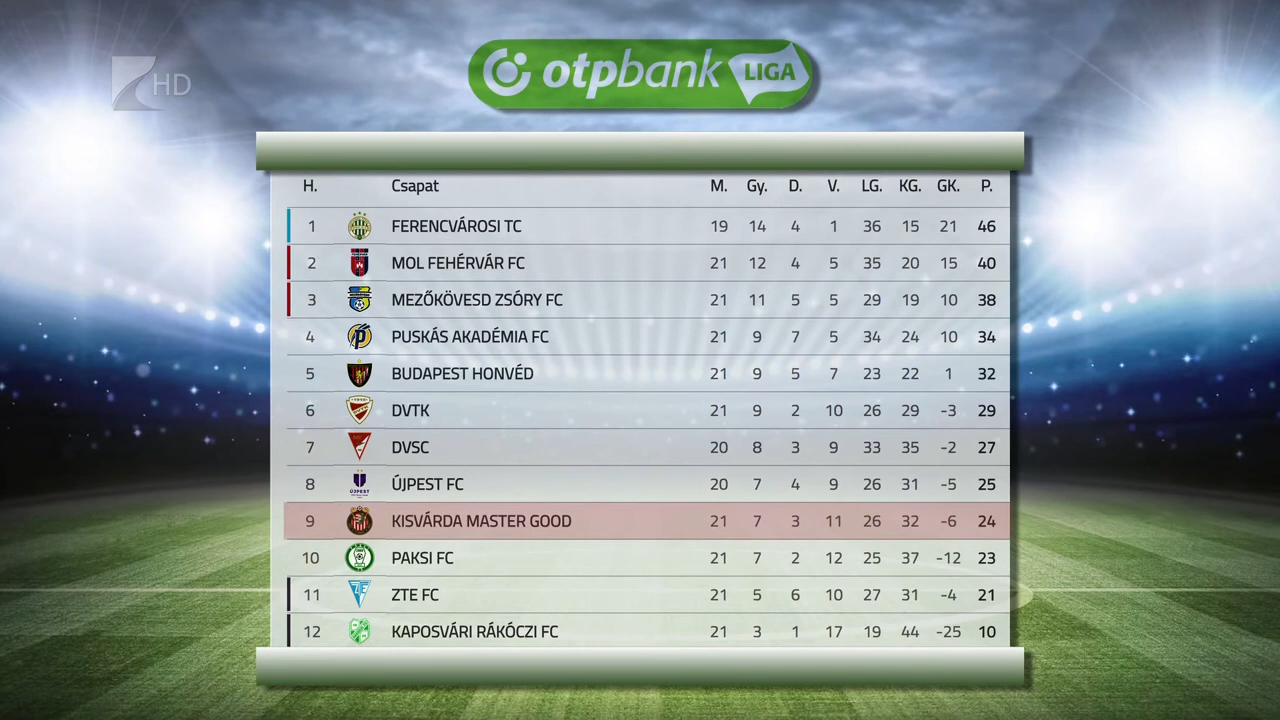 HD
otpbank LIGA
H. Csapat M. Gy. D. V. LG. KG. GK. P.
1 FERENCVÁROSI TC 19 14 4 1 36 15 21 46
2 MOL FEHÉRVÁR FC 21 12 4 5 35 20 15 40
3 MEZŐKÖVESD ZSÓRY FC 21 11 5 5 29 19 10 38
4 PUSKÁS AKADÉMIA FC 21 9 7 5 34 24 10 34
5 BUDAPEST HONVÉD 21 9 5 7 23 22 1 32
6 DVTK 21 9 2 10 26 29 -3 29
7 DVSC 20 8 3 9 33 35 -2 27
8 ÚJPEST FC 20 7 4 9 26 31 -5 25
9 KISVÁRDA MASTER GOOD 21 7 3 11 26 32 -6 24
10 PAKSI FC 21 7 2 12 25 37 -12 23
11 ZTE FC 21 5 6 10 27 31 -4 21
12 KAPOSVÁRI RÁKÓCZI FC 21 3 1 17 19 44 -25 10